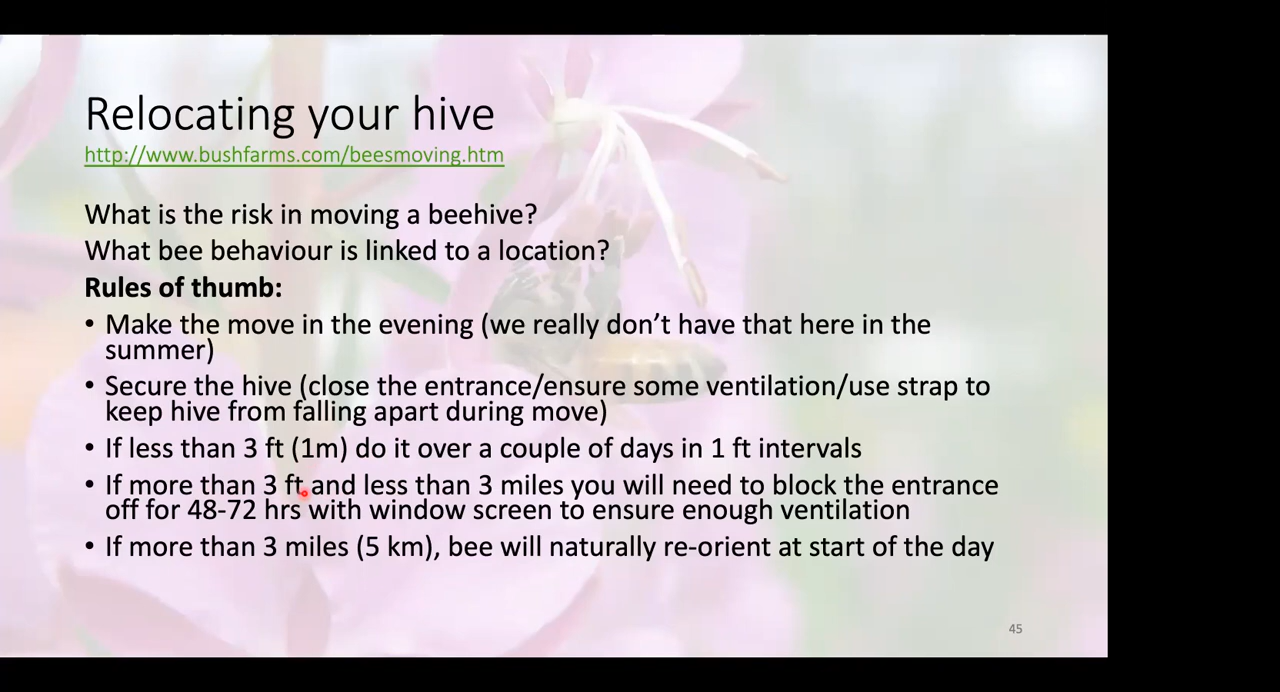 Relocating your hive
http://www.bushfarms.com/beesmoving.htm
What is the risk in moving a beehive?
What bee behaviour is linked to a location?
Rules of thumb:
• Make the move in the evening (we really don’t have that here in the
summer)
• Secure the hive (close the entrance/ensure some ventilation/use strap to
keep hive from falling apart during move)
• If less than 3 ft (1m) do it over a couple of days in 1 ft intervals
• If more than 3 ft and less than 3 miles you will need to block the entrance
off for 48-72 hrs with window screen to ensure enough ventilation
• If more than 3 miles (5 km), bee will naturally re-orient at start of the day
45